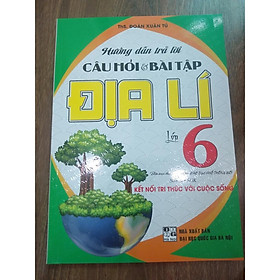 THS. ĐOÀN XUÂN TÚ
Hướng dẫn trả lời
CÂU HỎI & BÀI TẬP
ĐỊA LÍ
Lớp 6
KẾT NỐI TRI THỨC VỚI CUỘC SỐNG
NHÀ XUẤT BẢN
ĐẠI HỌC QUỐC GIA HÀ NỘI